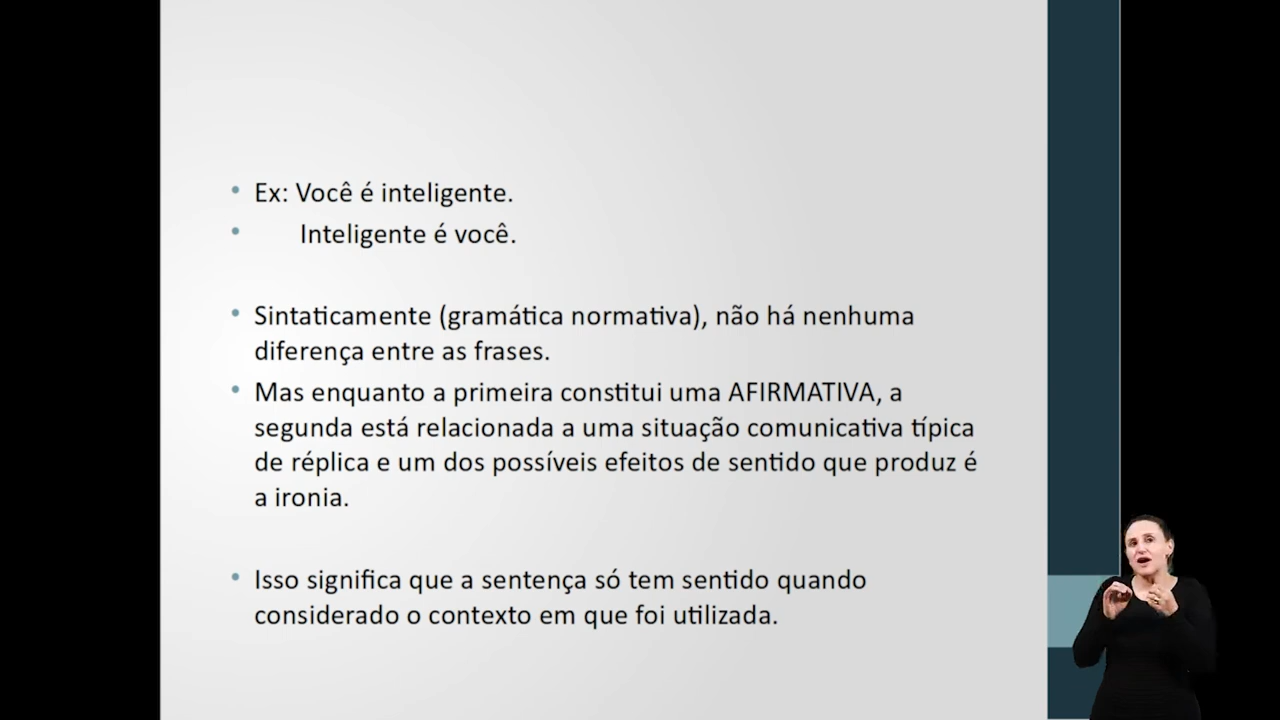 Ex: Você é inteligente.
Inteligente é você.
Sintaticamente (gramática normativa), não há nenhuma
diferença entre as frases.
Mas enquanto a primeira constitui uma AFIRMATIVA, a
segunda está relacionada a uma situação comunicativa típica
de réplica e um dos possíveis efeitos de sentido que produz é
a ironia.
Isso significa que a sentença só tem sentido quando
considerado o contexto em que foi utilizada.